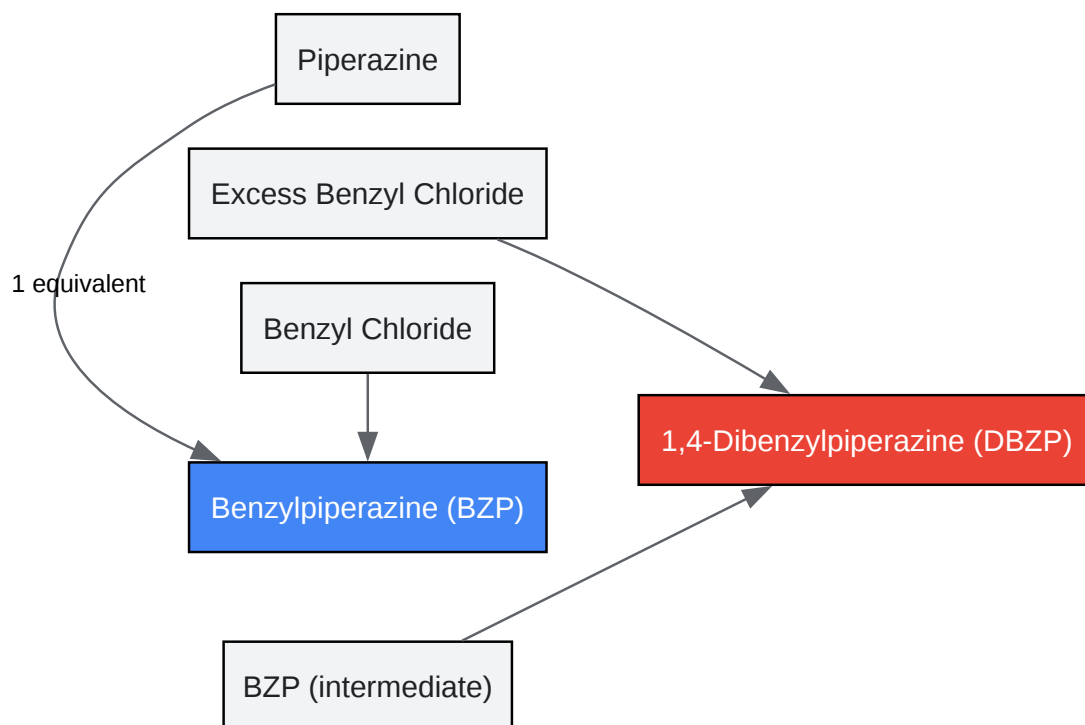 Piperazine
Excess Benzyl Chloride
1 equivalent
Benzyl Chloride
1,4-Dibenzylpiperazine (DBZP)
Benzylpiperazine (BZP)
BZP (intermediate)